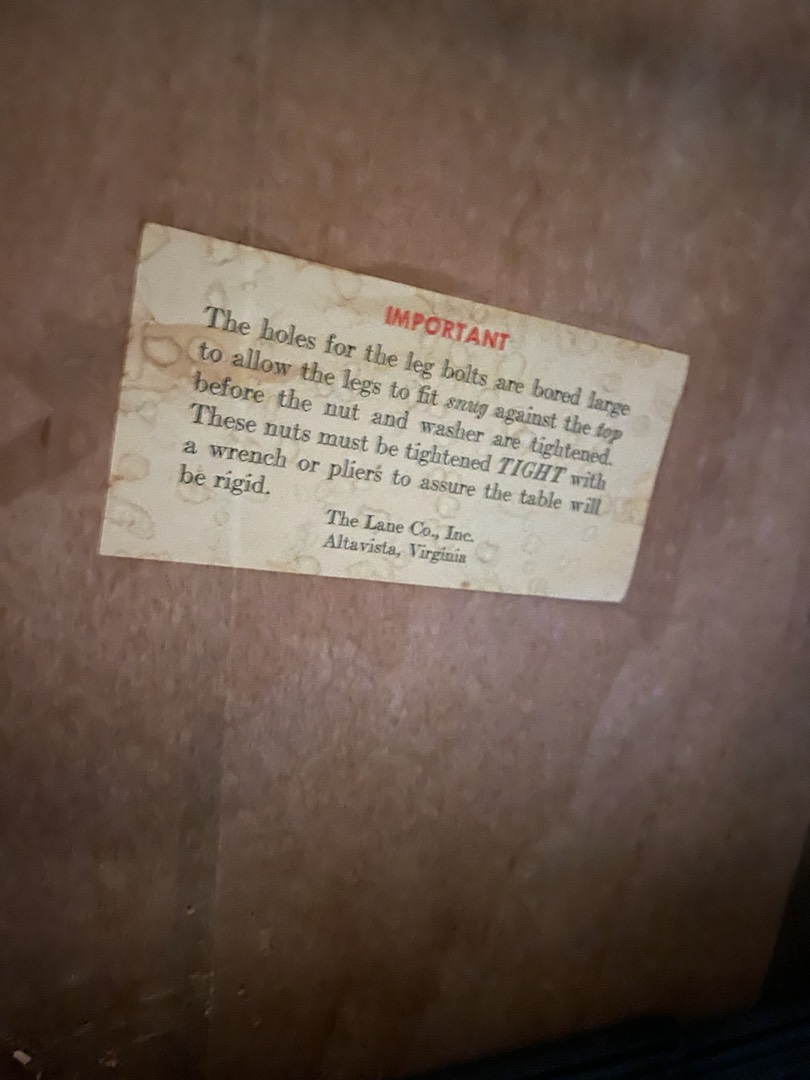 IMPORTANT
The holes for the leg bolts are bored large
to allow the legs to fit snug against the top
before the nut and washer are tightened.
These nuts must be tightened TIGHT with
a wrench or pliers to assure the table will
be rigid.
The Lane Co., Inc.
Altavista, Virginia